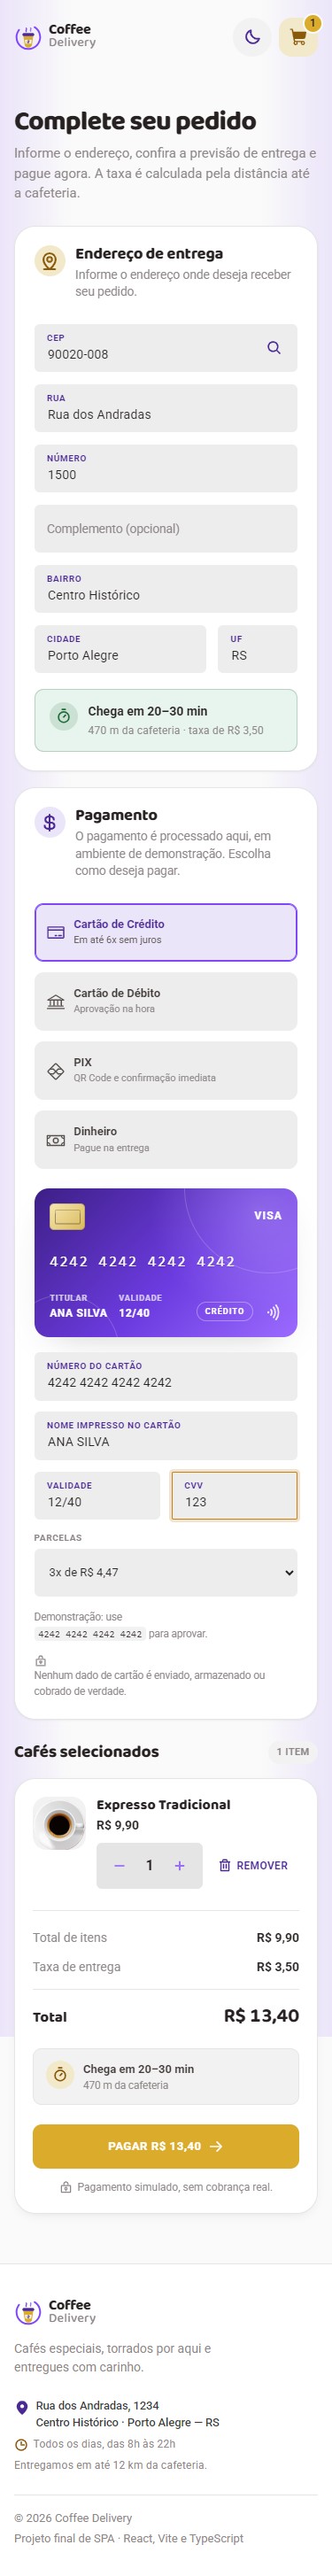 Coffee
Delivery
1
Complete seu pedido
Informe o endereço, confira a previsão de entrega e
pague agora. A taxa é calculada pela distância até
a cafeteria.
Endereço de entrega
Informe o endereço onde deseja receber
seu pedido.
CEP
90020-008
RUA
Rua dos Andradas
NÚMERO
1500
Complemento (opcional)
BAIRRO
Centro Histórico
CIDADE
Porto Alegre
UF
RS
Chega em 20–30 min
470 m da cafeteria · taxa de R$ 3,50
Pagamento
O pagamento é processado aqui, em
ambiente de demonstração. Escolha
como deseja pagar.
Cartão de Crédito
Em até 6x sem juros
Cartão de Débito
Aprovação na hora
PIX
QR Code e confirmação imediata
Dinheiro
Pague na entrega
VISA
4242 4242 4242 4242
TITULAR
ANA SILVA
VALIDADE
12/40
CRÉDITO
NÚMERO DO CARTÃO
4242 4242 4242 4242
NOME IMPRESSO NO CARTÃO
ANA SILVA
VALIDADE
12/40
CVV
123
PARCELAS
3x de R$ 4,47
Demonstração: use
4242 4242 4242 4242 para aprovar.
Nenhum dado de cartão é enviado, armazenado ou
cobrado de verdade.
Cafés selecionados
1 ITEM
Expresso Tradicional
R$ 9,90
− 1 +
REMOVER
Total de itens R$ 9,90
Taxa de entrega R$ 3,50
Total R$ 13,40
Chega em 20–30 min
470 m da cafeteria
PAGAR R$ 13,40 →
Pagamento simulado, sem cobrança real.
Coffee
Delivery
Cafés especiais, torrados por aqui e
entregues com carinho.
Rua dos Andradas, 1234
Centro Histórico · Porto Alegre — RS
Todos os dias, das 8h às 22h
Entregamos em até 12 km da cafeteria.
© 2026 Coffee Delivery
Projeto final de SPA · React, Vite e TypeScript